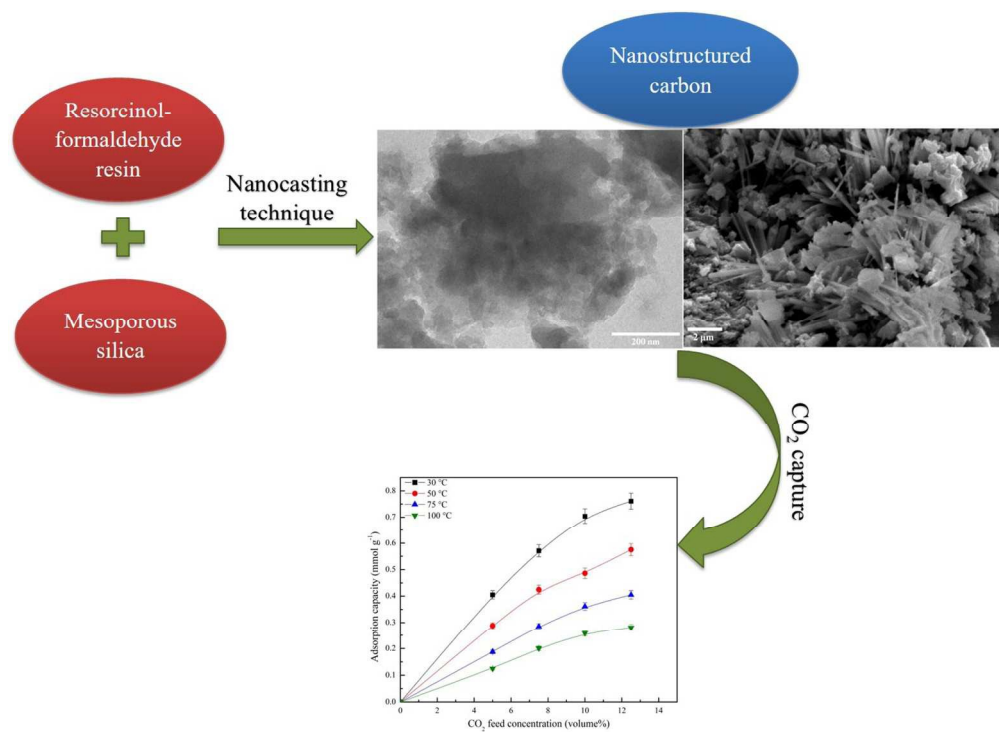 Resorcinol-
formaldehyde
resin
Mesoporous
silica
Nanocasting
technique
Nanostructured
carbon
200 nm
2 μm
CO₂ capture
30 °C
50 °C
75 °C
100 °C
Adsorption capacity (mmol g⁻¹)
0.8
0.7
0.6
0.5
0.4
0.3
0.2
0.1
0.0
0 2 4 6 8 10 12 14
CO₂ feed concentration (volume%)